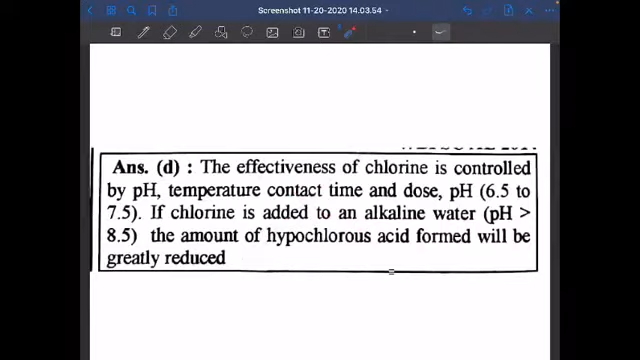 Screenshot 11-20-2020 14.03.54
Ans. (d) : The effectiveness of chlorine is controlled
by pH, temperature contact time and dose, pH (6.5 to
7.5). If chlorine is added to an alkaline water (pH >
8.5) the amount of hypochlorous acid formed will be
greatly reduced